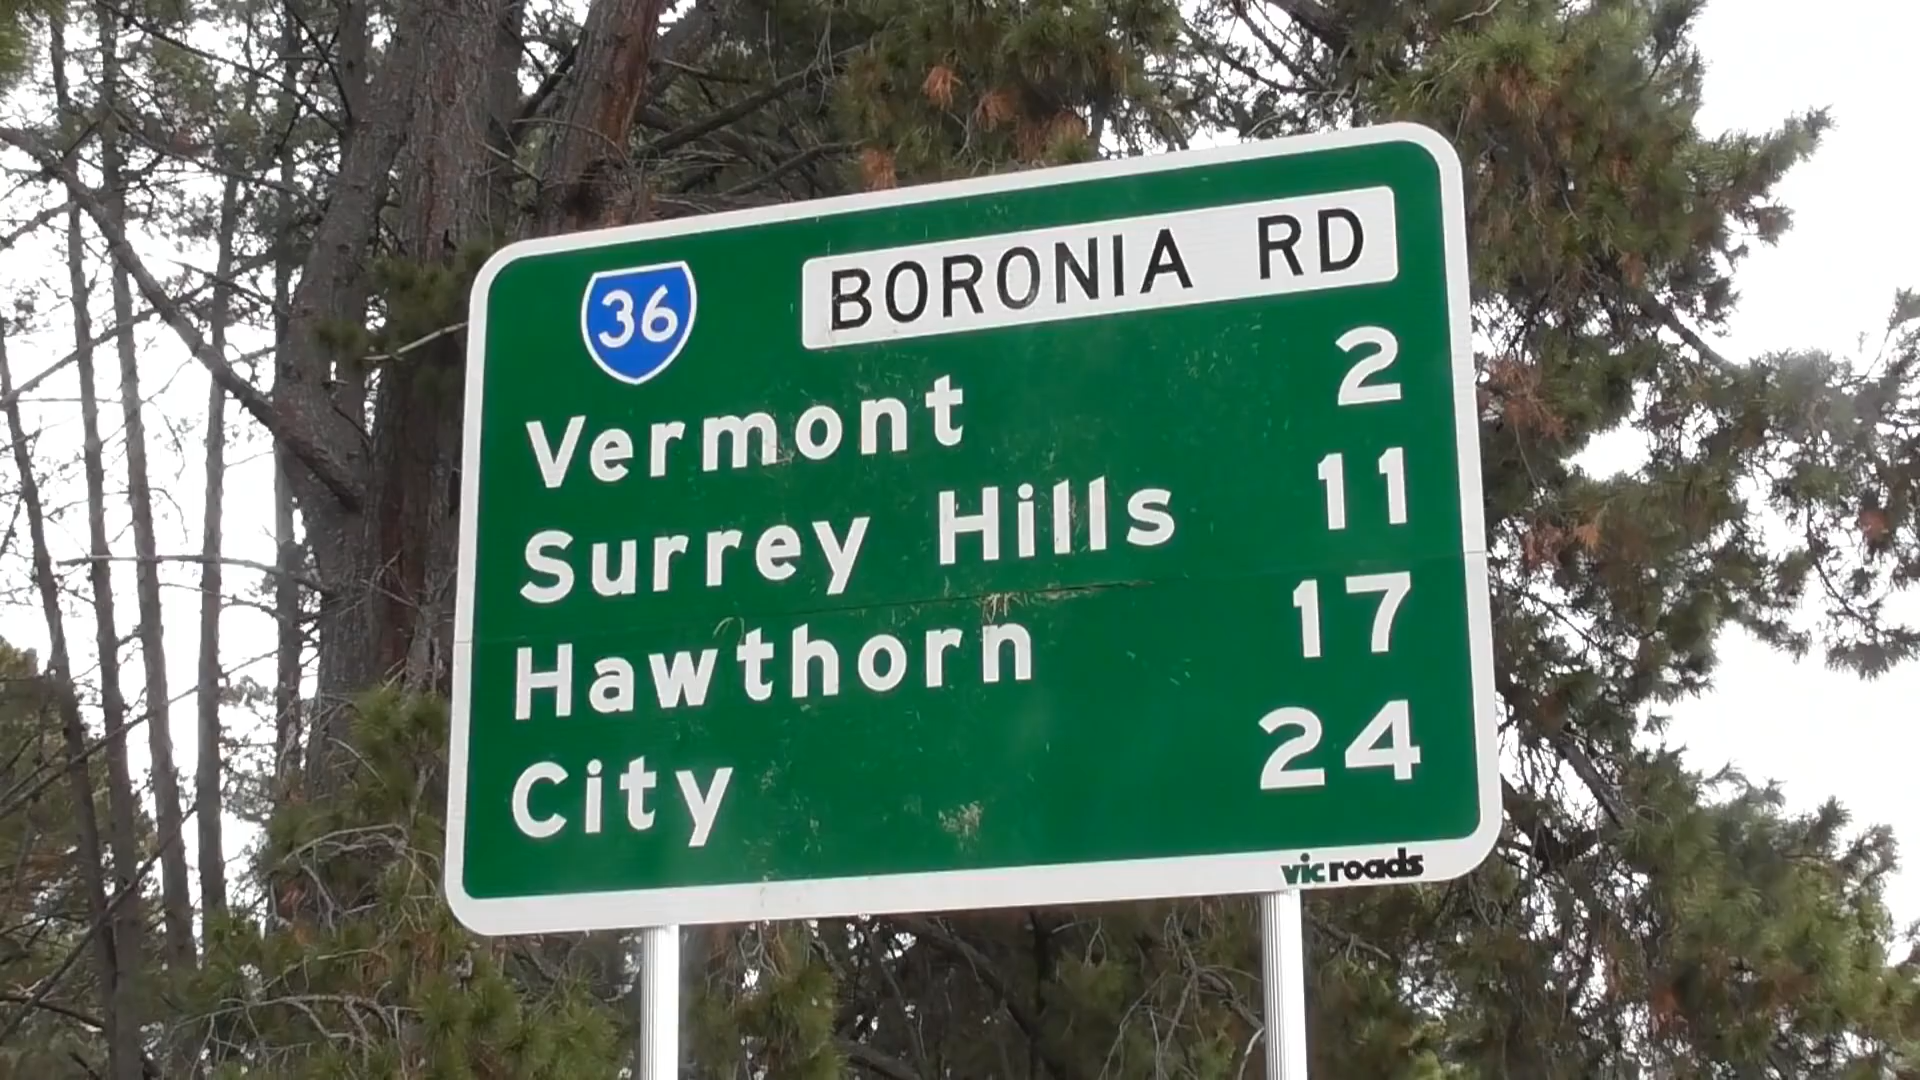 36 BORONIA RD
Vermont 2
Surrey Hills 11
Hawthorn 17
City 24
vicroads